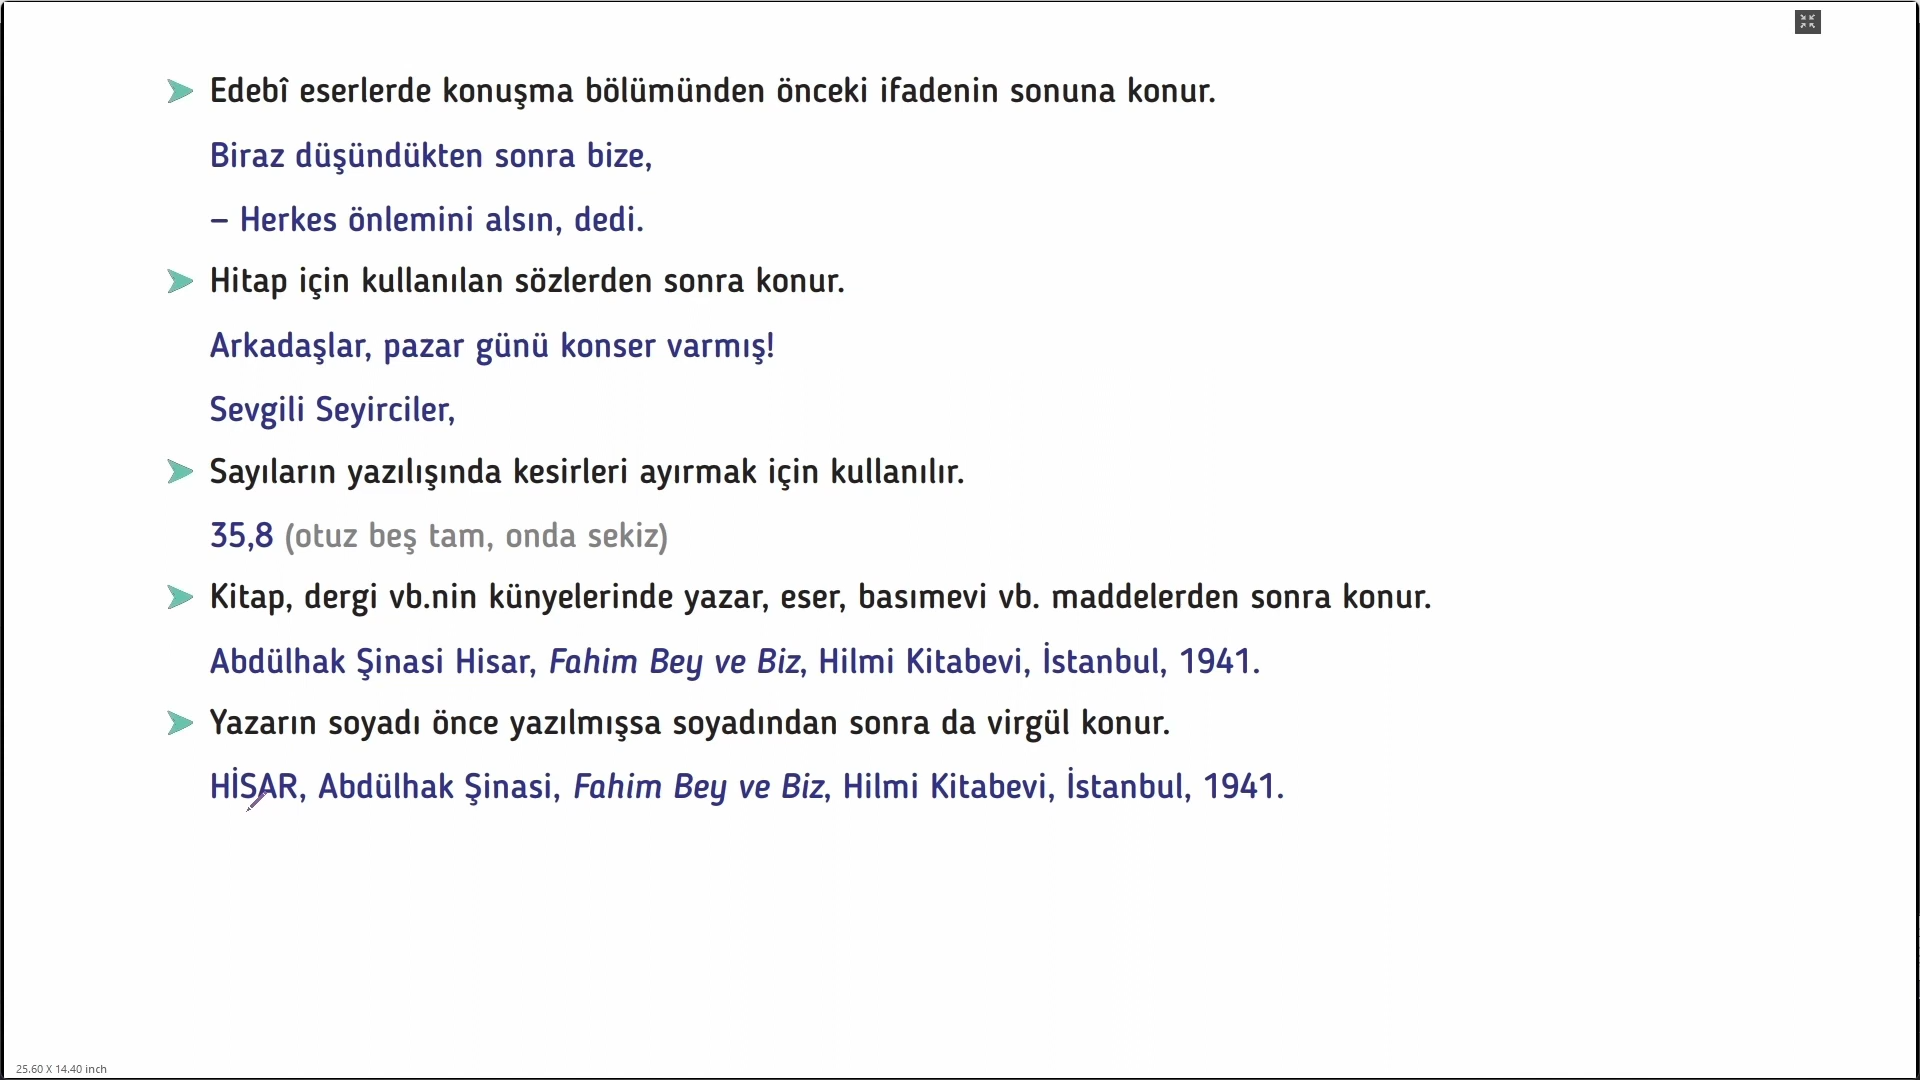 Edebî eserlerde konuşma bölümünden önceki ifadenin sonuna konur.
Biraz düşündükten sonra bize,
– Herkes önlemini alsın, dedi.
Hitap için kullanılan sözlerden sonra konur.
Arkadaşlar, pazar günü konser varmış!
Sevgili Seyirciler,
Sayıların yazılışında kesirleri ayırmak için kullanılır.
35,8 (otuz beş tam, onda sekiz)
Kitap, dergi vb.nin künyelerinde yazar, eser, basımevi vb. maddelerden sonra konur.
Abdülhak Şinasi Hisar, Fahim Bey ve Biz, Hilmi Kitabevi, İstanbul, 1941.
Yazarın soyadı önce yazılmışsa soyadından sonra da virgül konur.
HİSAR, Abdülhak Şinasi, Fahim Bey ve Biz, Hilmi Kitabevi, İstanbul, 1941.
25.60 X 14.40 inch